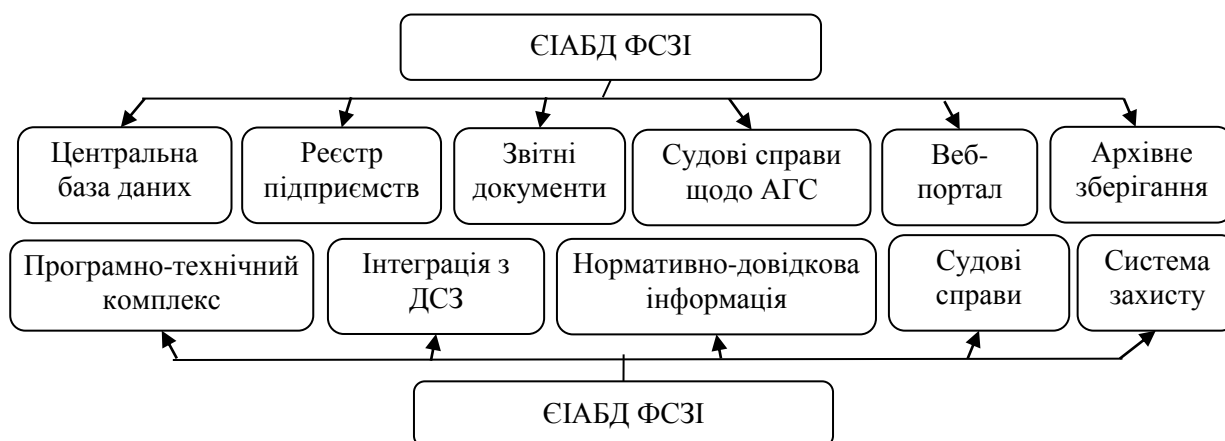 ЄІАБД ФСЗІ
Центральна
база даних
Реєстр
підприємств
Звітні
документи
Судові справи
щодо АГС
Веб-
портал
Архівне
зберігання
Програмно-технічний
комплекс
Інтеграція з
ДСЗ
Нормативно-довідкова
інформація
Судові
справи
Система
захисту
ЄІАБД ФСЗІ